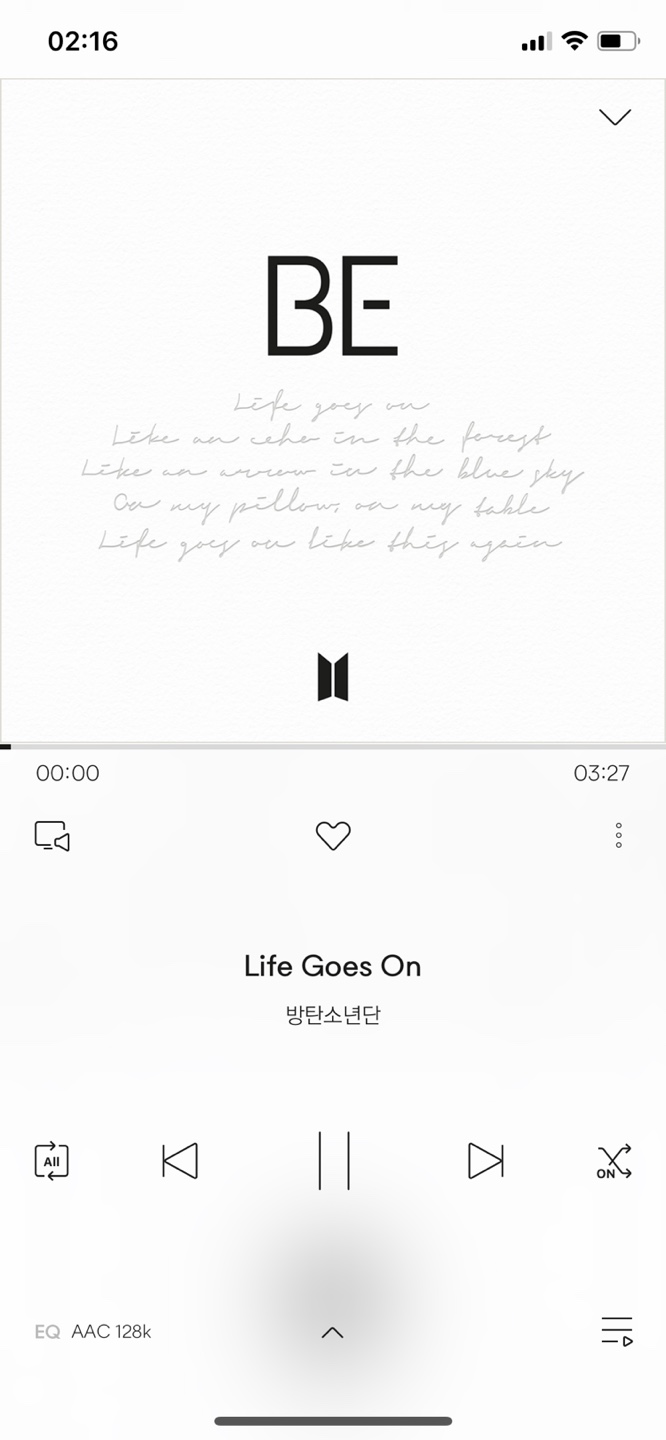 02:16
BE
Life goes on
Like an echo in the forest
Like an arrow in the blue sky
On my pillow, on my table
Life goes on like this again
00:00
03:27
Life Goes On
방탄소년단
All
ON
EQ AAC 128k